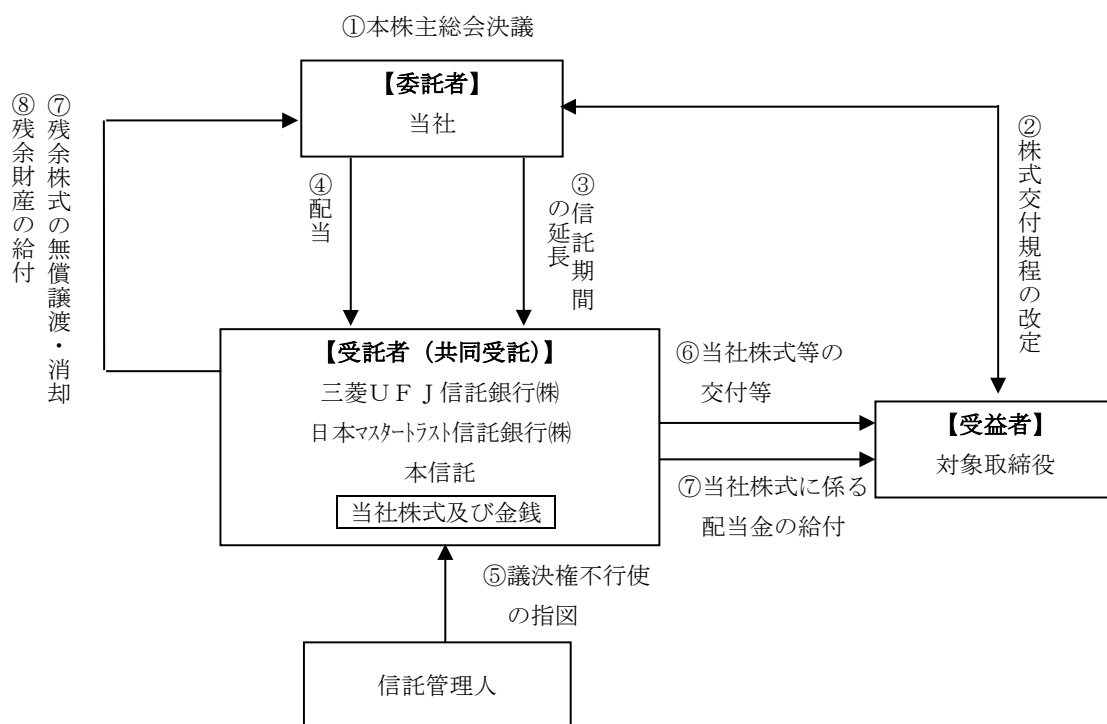 ①本株主総会決議
【委託者】
当社
⑦残余株式の無償譲渡・消却
⑧残余財産の給付
②株式交付規程の改定
③信託期間
の延長
④配当
【受託者（共同受託）】
三菱ＵＦＪ信託銀行㈱
日本ﾏｽﾀｰﾄﾗｽﾄ信託銀行㈱
本信託
当社株式及び金銭
⑥当社株式等の
交付等
【受益者】
対象取締役
⑦当社株式に係る
配当金の給付
⑤議決権不行使
の指図
信託管理人